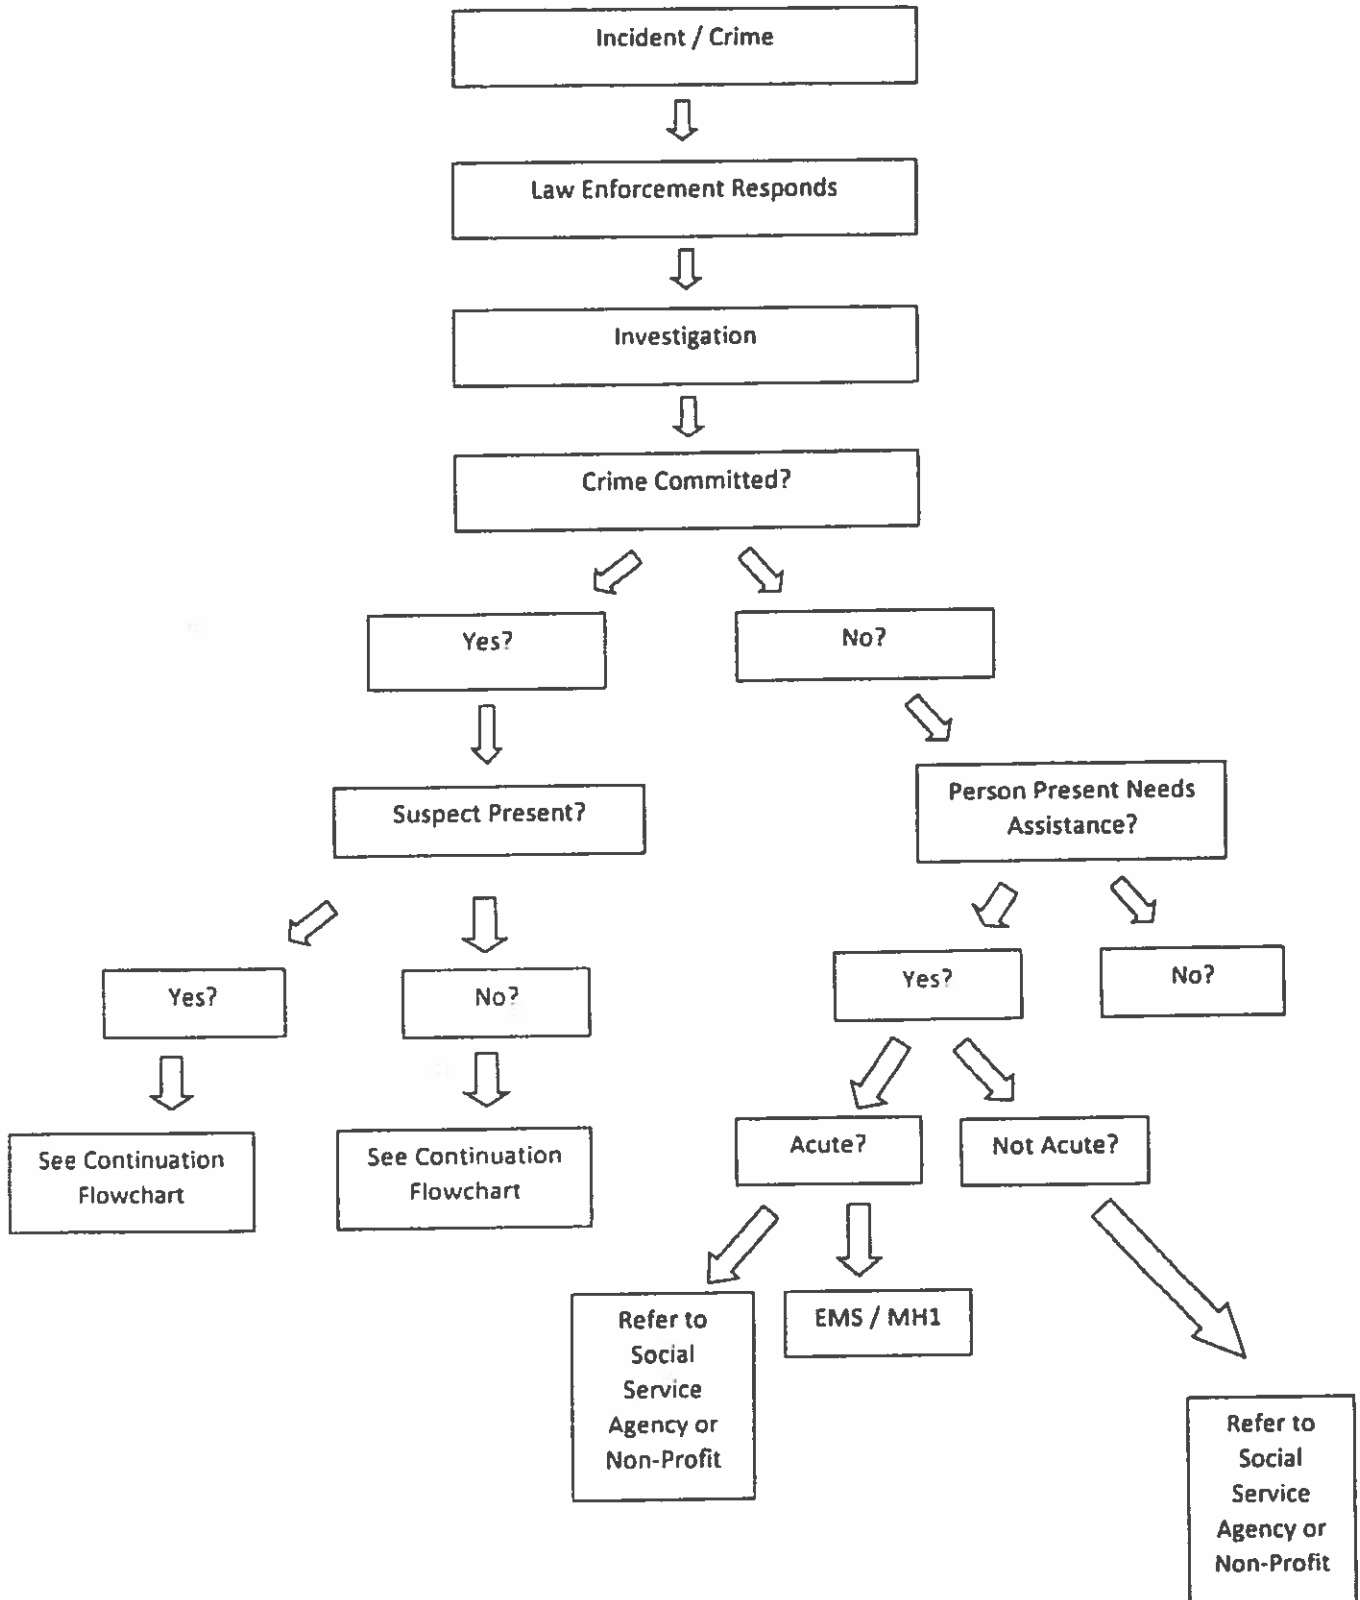 Incident / Crime
Law Enforcement Responds
Investigation
Crime Committed?
Yes?
No?
Suspect Present?
Person Present Needs
Assistance?
Yes?
No?
Yes?
No?
See Continuation
Flowchart
See Continuation
Flowchart
Acute?
Not Acute?
Refer to
Social
Service
Agency or
Non-Profit
EMS / MH1
Refer to
Social
Service
Agency or
Non-Profit